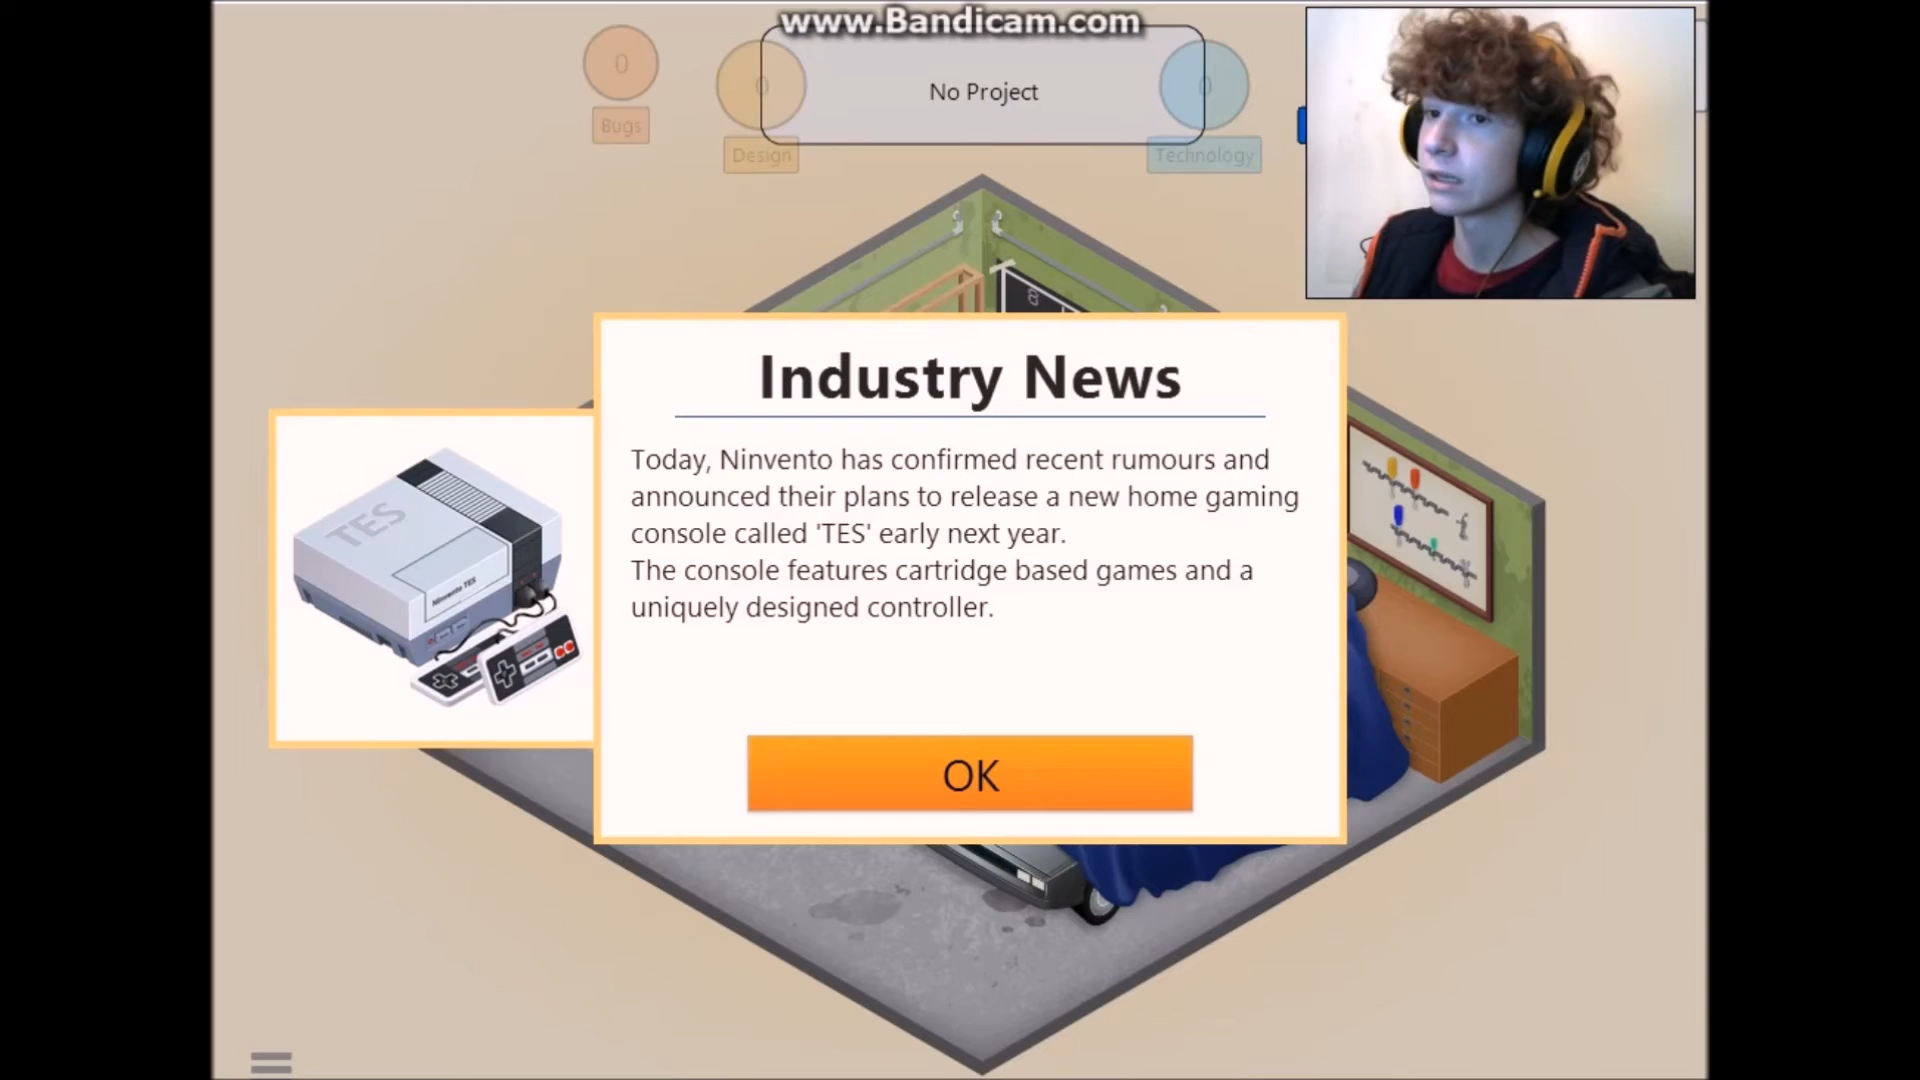 www.Bandicam.com
0
0
No Project
0
Bugs
Design
Technology
Industry News
Today, Ninvento has confirmed recent rumours and
announced their plans to release a new home gaming
console called 'TES' early next year.
The console features cartridge based games and a
uniquely designed controller.
TES
Ninvento TES
OK